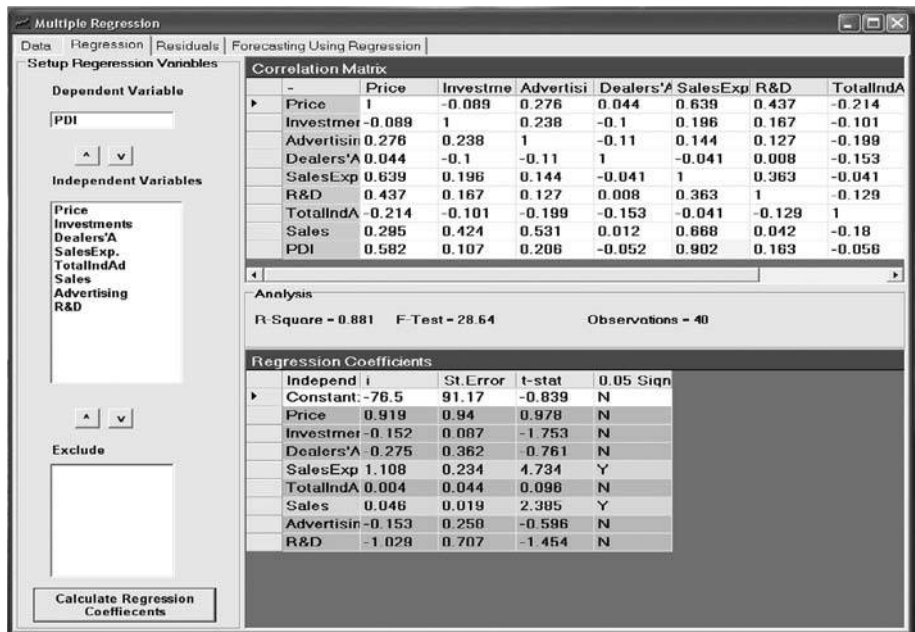 Multiple Regression
Data Regression Residuals Forecasting Using Regression
Setup Regeression Variables
Dependent Variable
PDI
^ v
Independent Variables
Price
Investments
Dealers'A
SalesExp.
TotalIndAd
Sales
Advertising
R&D
^ v
Exclude
Calculate Regression
Coeffiecents
Correlation Matrix
- Price Investme Advertisi Dealers'A SalesExp R&D TotalIndA
Price 1 -0.089 0.276 0.044 0.639 0.437 -0.214
Investmer -0.089 1 0.238 -0.1 0.196 0.167 -0.101
Advertisin 0.276 0.238 1 -0.11 0.144 0.127 -0.199
Dealers'A 0.044 -0.1 -0.11 1 -0.041 0.008 -0.153
SalesExp 0.639 0.196 0.144 -0.041 1 0.363 -0.041
R&D 0.437 0.167 0.127 0.008 0.363 1 -0.129
TotalIndA -0.214 -0.101 -0.199 -0.153 -0.041 -0.129 1
Sales 0.295 0.424 0.531 0.012 0.668 0.042 -0.18
PDI 0.582 0.107 0.206 -0.052 0.902 0.163 -0.056
Analysis
R-Square = 0.881 F-Test = 28.64 Observations = 40
Regression Coefficients
Independ i St.Error t-stat 0.05 Sign
Constant: -76.5 91.17 -0.839 N
Price 0.919 0.94 0.978 N
Investmer -0.152 0.087 -1.753 N
Dealers'A -0.275 0.362 -0.761 N
SalesExp 1.108 0.234 4.734 Y
TotalIndA 0.004 0.044 0.096 N
Sales 0.046 0.019 2.385 Y
Advertisin -0.153 0.258 -0.596 N
R&D -1.029 0.707 -1.454 N